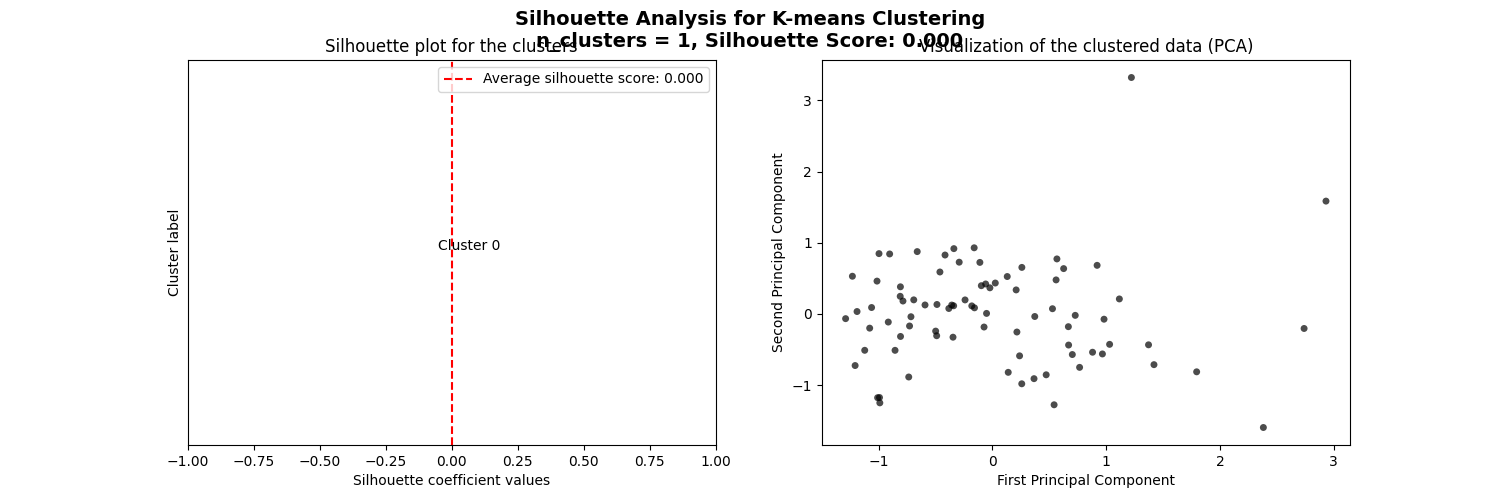 Silhouette Analysis for K-means Clustering
n_clusters = 1, Silhouette Score: 0.000
Silhouette plot for the clusters
Average silhouette score: 0.000
Cluster 0
Cluster label
−1.00 −0.75 −0.50 −0.25 0.00 0.25 0.50 0.75 1.00
Silhouette coefficient values
Visualization of the clustered data (PCA)
3
2
1
0
−1
Second Principal Component
−1 0 1 2 3
First Principal Component